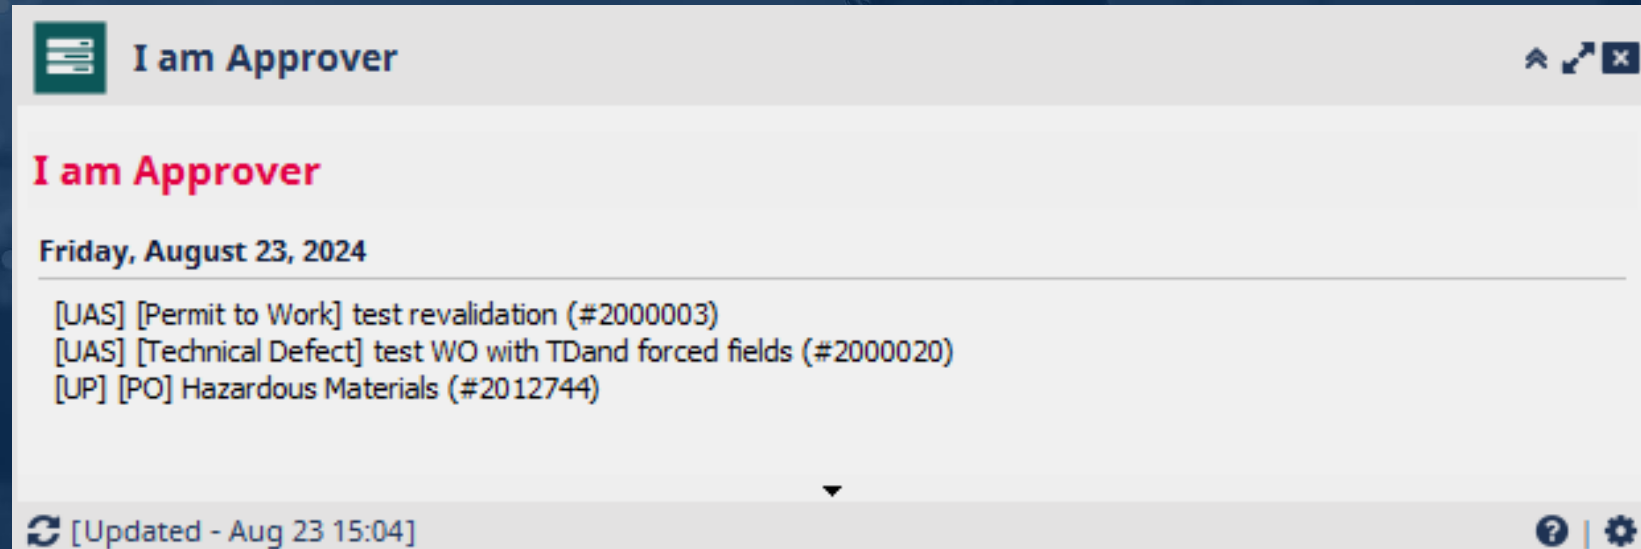 I am Approver
I am Approver
Friday, August 23, 2024
[UAS] [Permit to Work] test revalidation (#2000003)
[UAS] [Technical Defect] test WO with TDand forced fields (#2000020)
[UP] [PO] Hazardous Materials (#2012744)
[Updated - Aug 23 15:04]